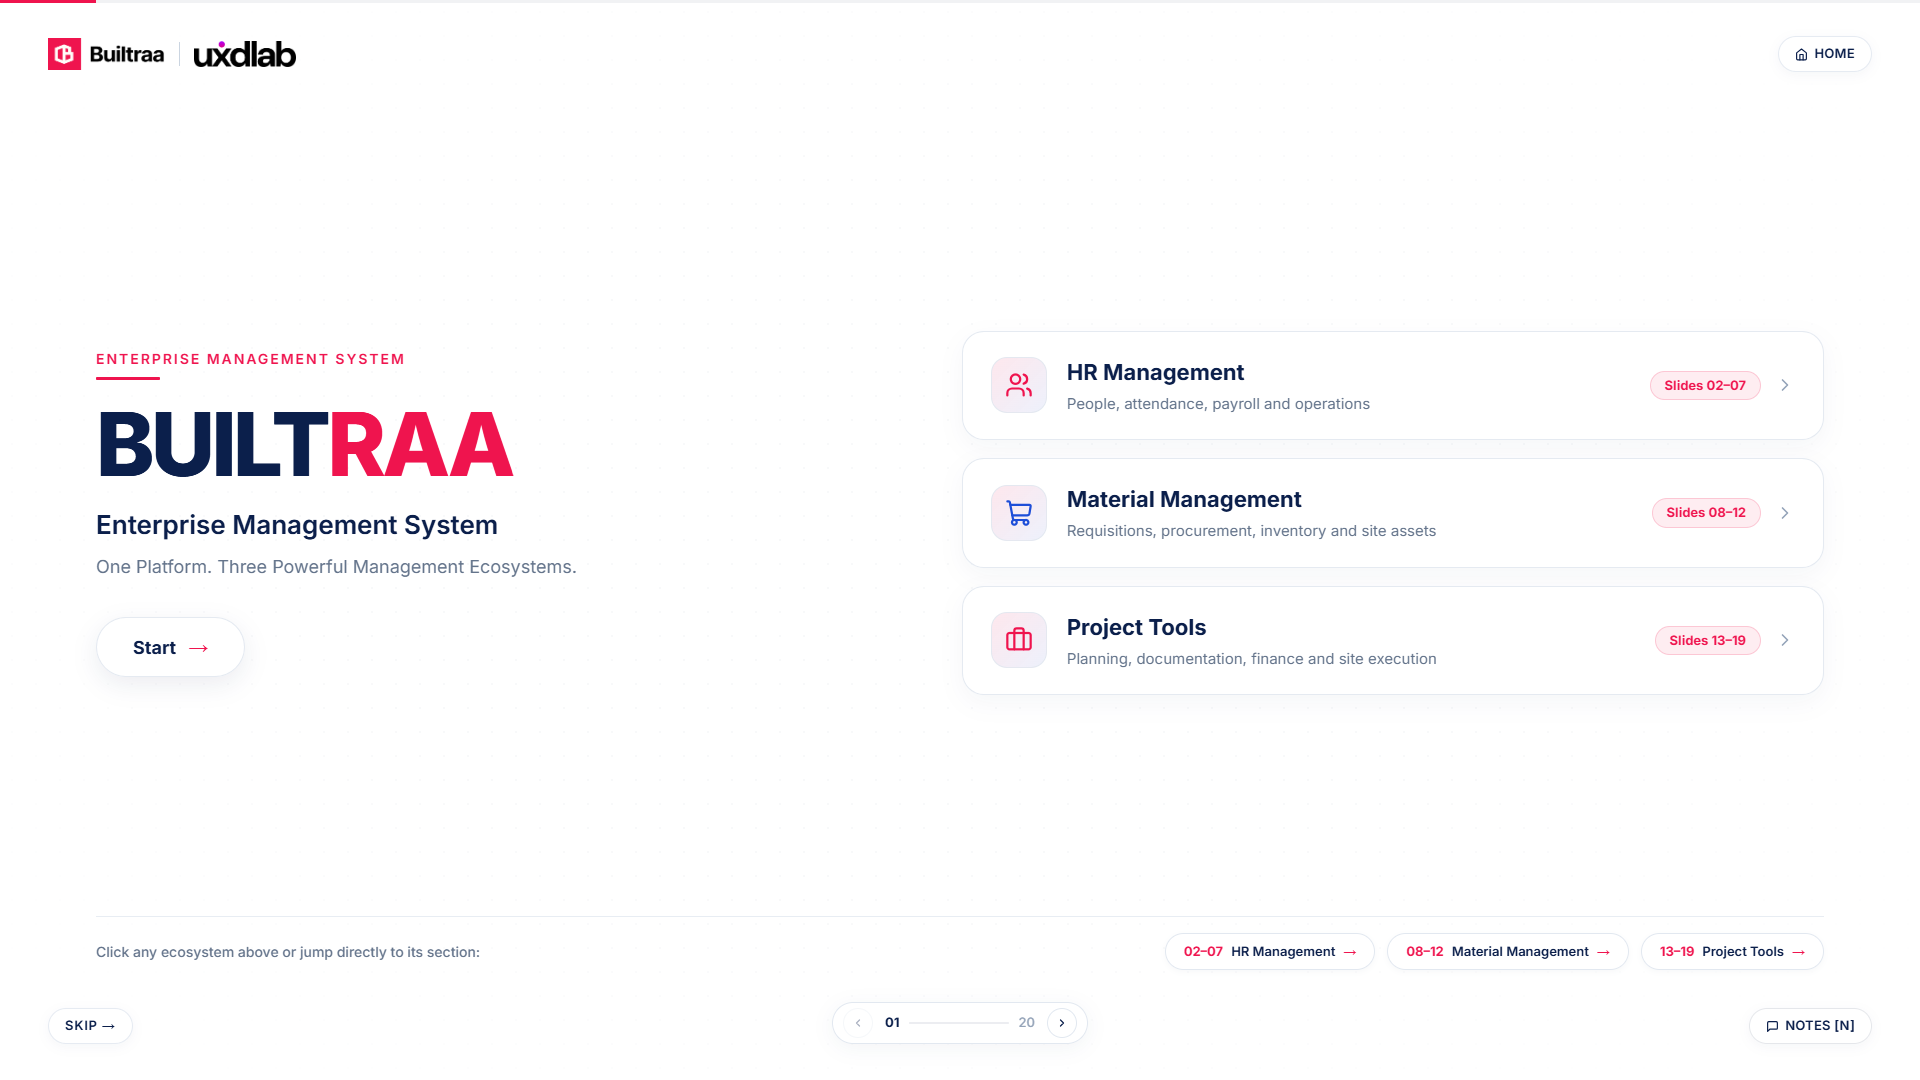 Builtraa
uxdlab
HOME
ENTERPRISE MANAGEMENT SYSTEM
BUILTRAA
Enterprise Management System
One Platform. Three Powerful Management Ecosystems.
Start →
HR Management
People, attendance, payroll and operations
Slides 02–07
Material Management
Requisitions, procurement, inventory and site assets
Slides 08–12
Project Tools
Planning, documentation, finance and site execution
Slides 13–19
Click any ecosystem above or jump directly to its section:
02–07 HR Management →
08–12 Material Management →
13–19 Project Tools →
SKIP →
01
20
NOTES [N]